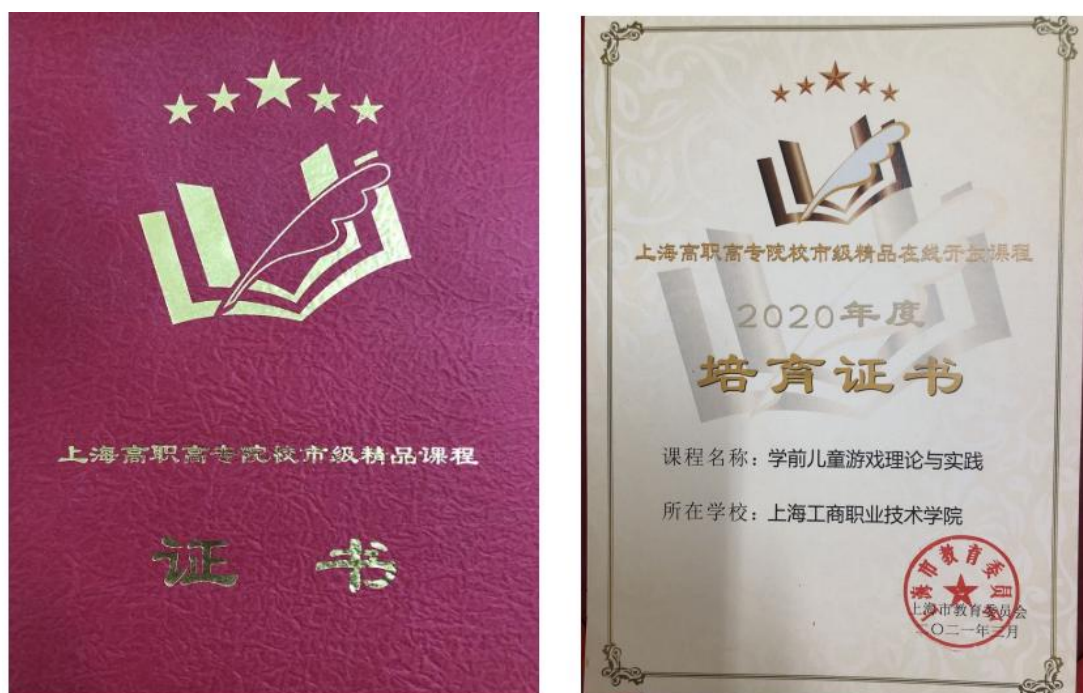 上海高职高专院校市级精品课程
证 书
上海高职高专院校市级精品在线开放课程
2020年度
培育证书
课程名称：学前儿童游戏理论与实践
所在学校：上海工商职业技术学院
上海市教育委员会
上海市教育委员会
二〇二一年三月